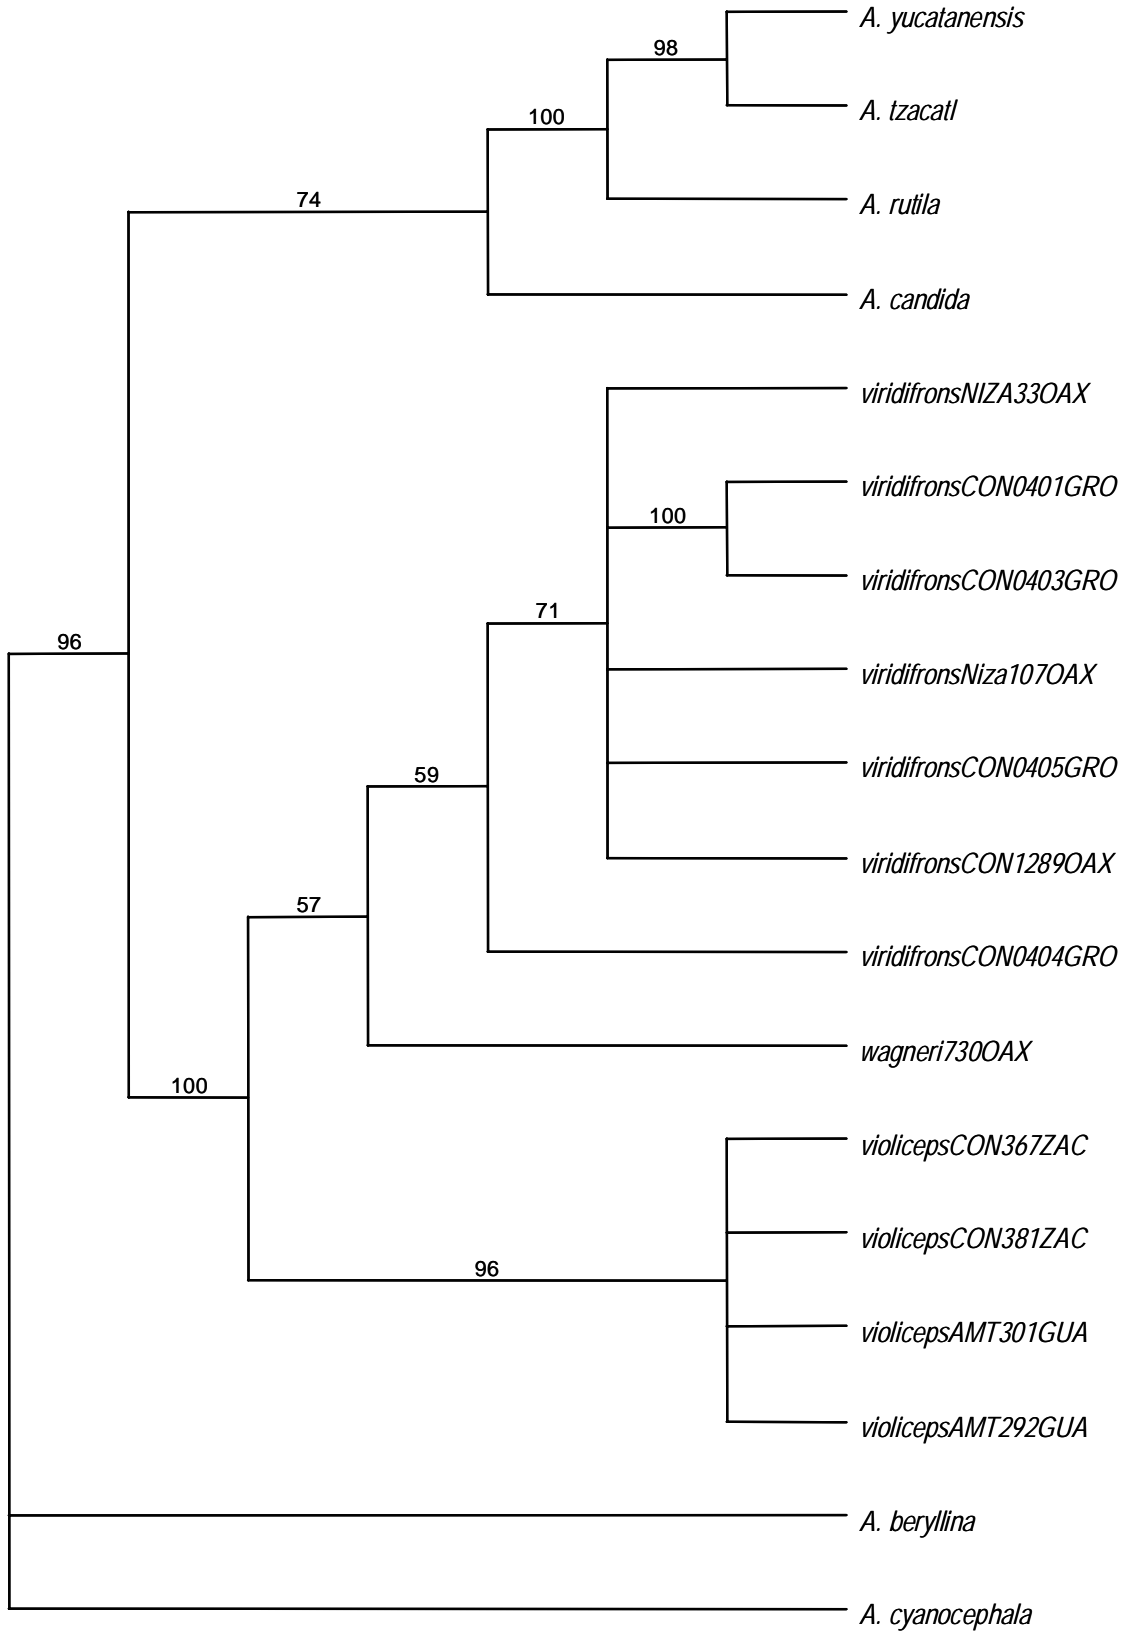 A. yucatanensis
98
A. tzacatl
100
74
A. rutila
A. candida
viridifronsNIZA33OAX
viridifronsCON0401GRO
100
viridifronsCON0403GRO
71
96
viridifronsNiza107OAX
59
viridifronsCON0405GRO
viridifronsCON1289OAX
57
viridifronsCON0404GRO
wagneri730OAX
100
violicepsCON367ZAC
violicepsCON381ZAC
96
violicepsAMT301GUA
violicepsAMT292GUA
A. beryllina
A. cyanocephala